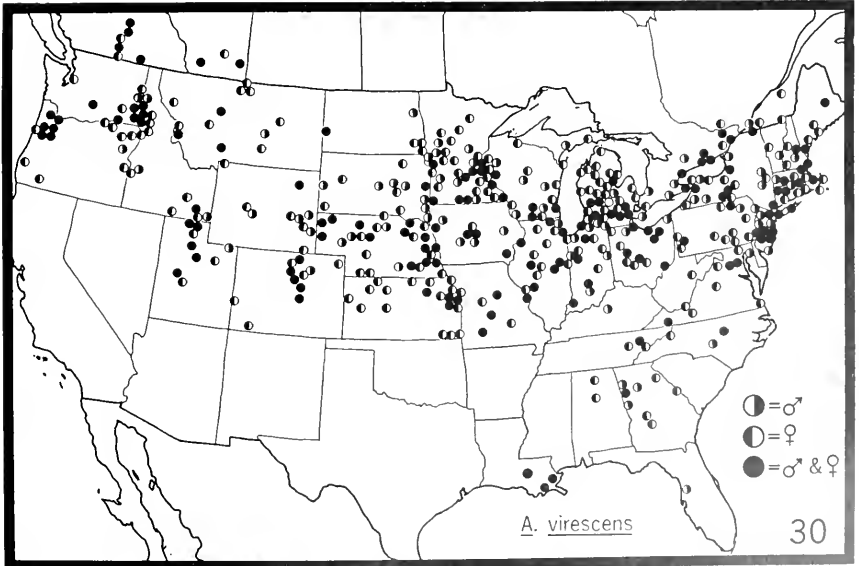 ◑=♂
◐=♀
●=♂ & ♀
A. virescens
30